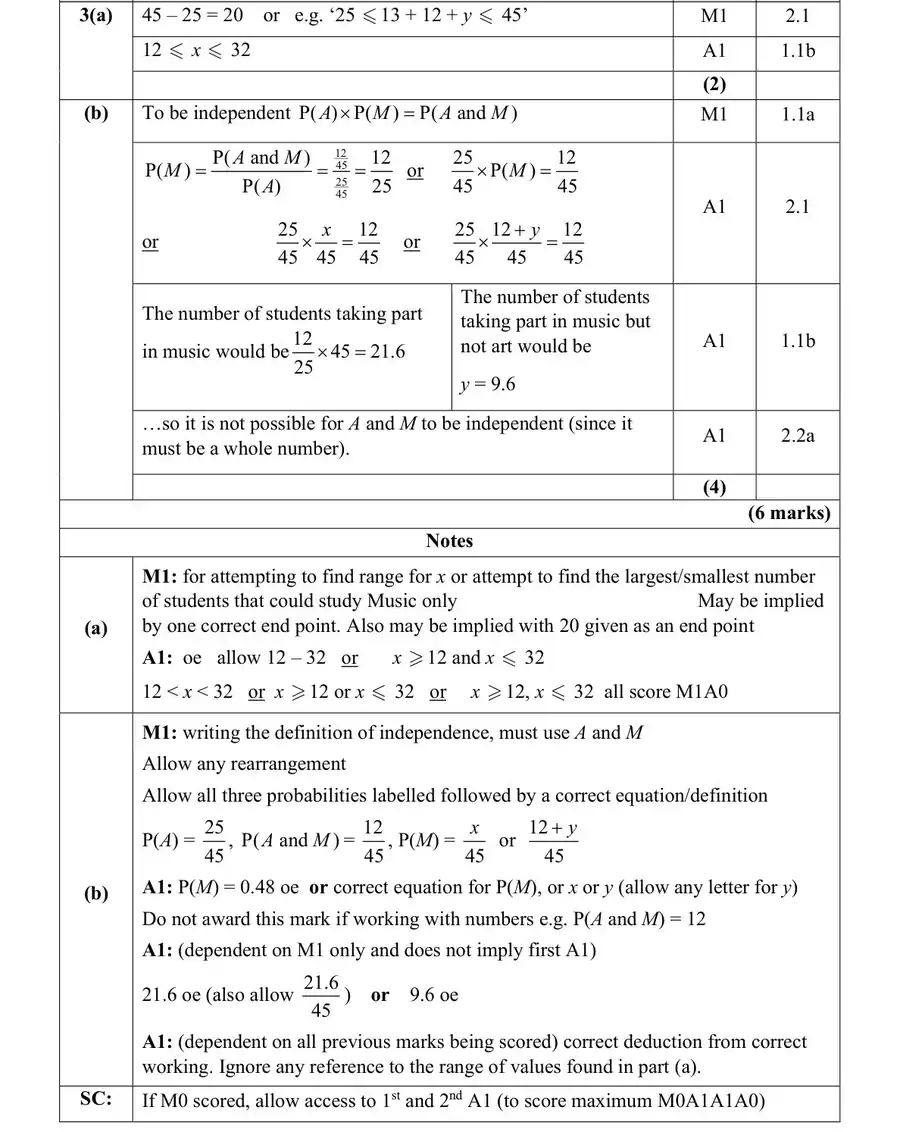 3(a) 45 – 25 = 20 or e.g. ‘25 ⩽ 13 + 12 + y ⩽ 45’ M1 2.1
12 ⩽ x ⩽ 32 A1 1.1b
(2)
(b) To be independent P(A) × P(M) = P(A and M) M1 1.1a
P(M) = P(A and M)/P(A) = (12/45)/(25/45) = 12/25 or 25/45 × P(M) = 12/45
A1 2.1
or 25/45 × x/45 = 12/45 or 25/45 × (12 + y)/45 = 12/45
The number of students taking part
in music would be 12/25 × 45 = 21.6
The number of students
taking part in music but
not art would be
y = 9.6
A1 1.1b
…so it is not possible for A and M to be independent (since it
must be a whole number).
A1 2.2a
(4)
(6 marks)
Notes
(a)
M1: for attempting to find range for x or attempt to find the largest/smallest number
of students that could study Music only May be implied
by one correct end point. Also may be implied with 20 given as an end point
A1: oe allow 12 – 32 or x ⩾ 12 and x ⩽ 32
12 < x < 32 or x ⩾ 12 or x ⩽ 32 or x ⩾ 12, x ⩽ 32 all score M1A0
(b)
M1: writing the definition of independence, must use A and M
Allow any rearrangement
Allow all three probabilities labelled followed by a correct equation/definition
P(A) = 25/45, P(A and M) = 12/45, P(M) = x/45 or (12 + y)/45
A1: P(M) = 0.48 oe or correct equation for P(M), or x or y (allow any letter for y)
Do not award this mark if working with numbers e.g. P(A and M) = 12
A1: (dependent on M1 only and does not imply first A1)
21.6 oe (also allow 21.6/45) or 9.6 oe
A1: (dependent on all previous marks being scored) correct deduction from correct
working. Ignore any reference to the range of values found in part (a).
SC: If M0 scored, allow access to 1st and 2nd A1 (to score maximum M0A1A1A0)